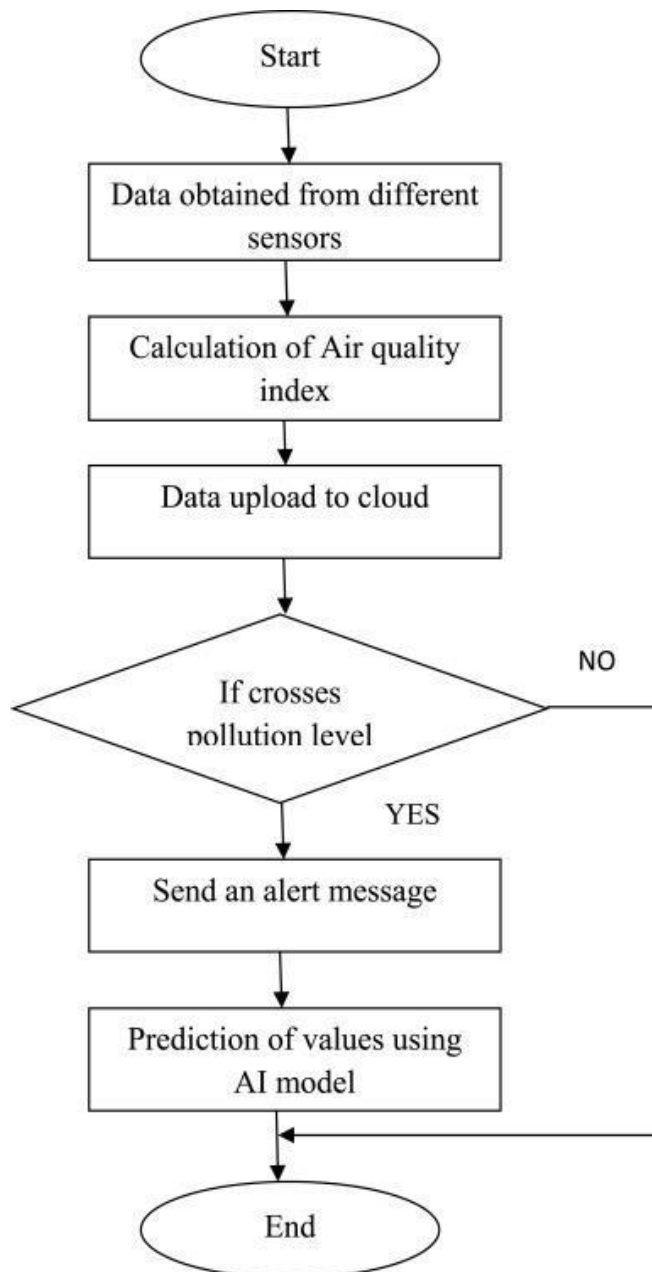 Start
Data obtained from different
sensors
Calculation of Air quality
index
Data upload to cloud
NO
If crosses
pollution level
YES
Send an alert message
Prediction of values using
AI model
End